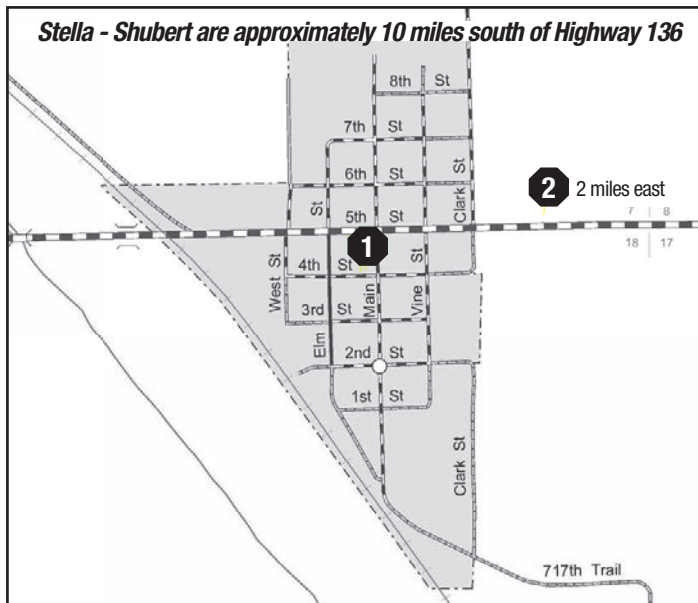 Stella - Shubert are approximately 10 miles south of Highway 136
8th St
7th St
6th St
St
5th St
Clark St
2 2 miles east
7 8
18 17
1
4th St
West St
Main
Vine St
3rd St
Elm
2nd St
1st St
Clark St
717th Trail